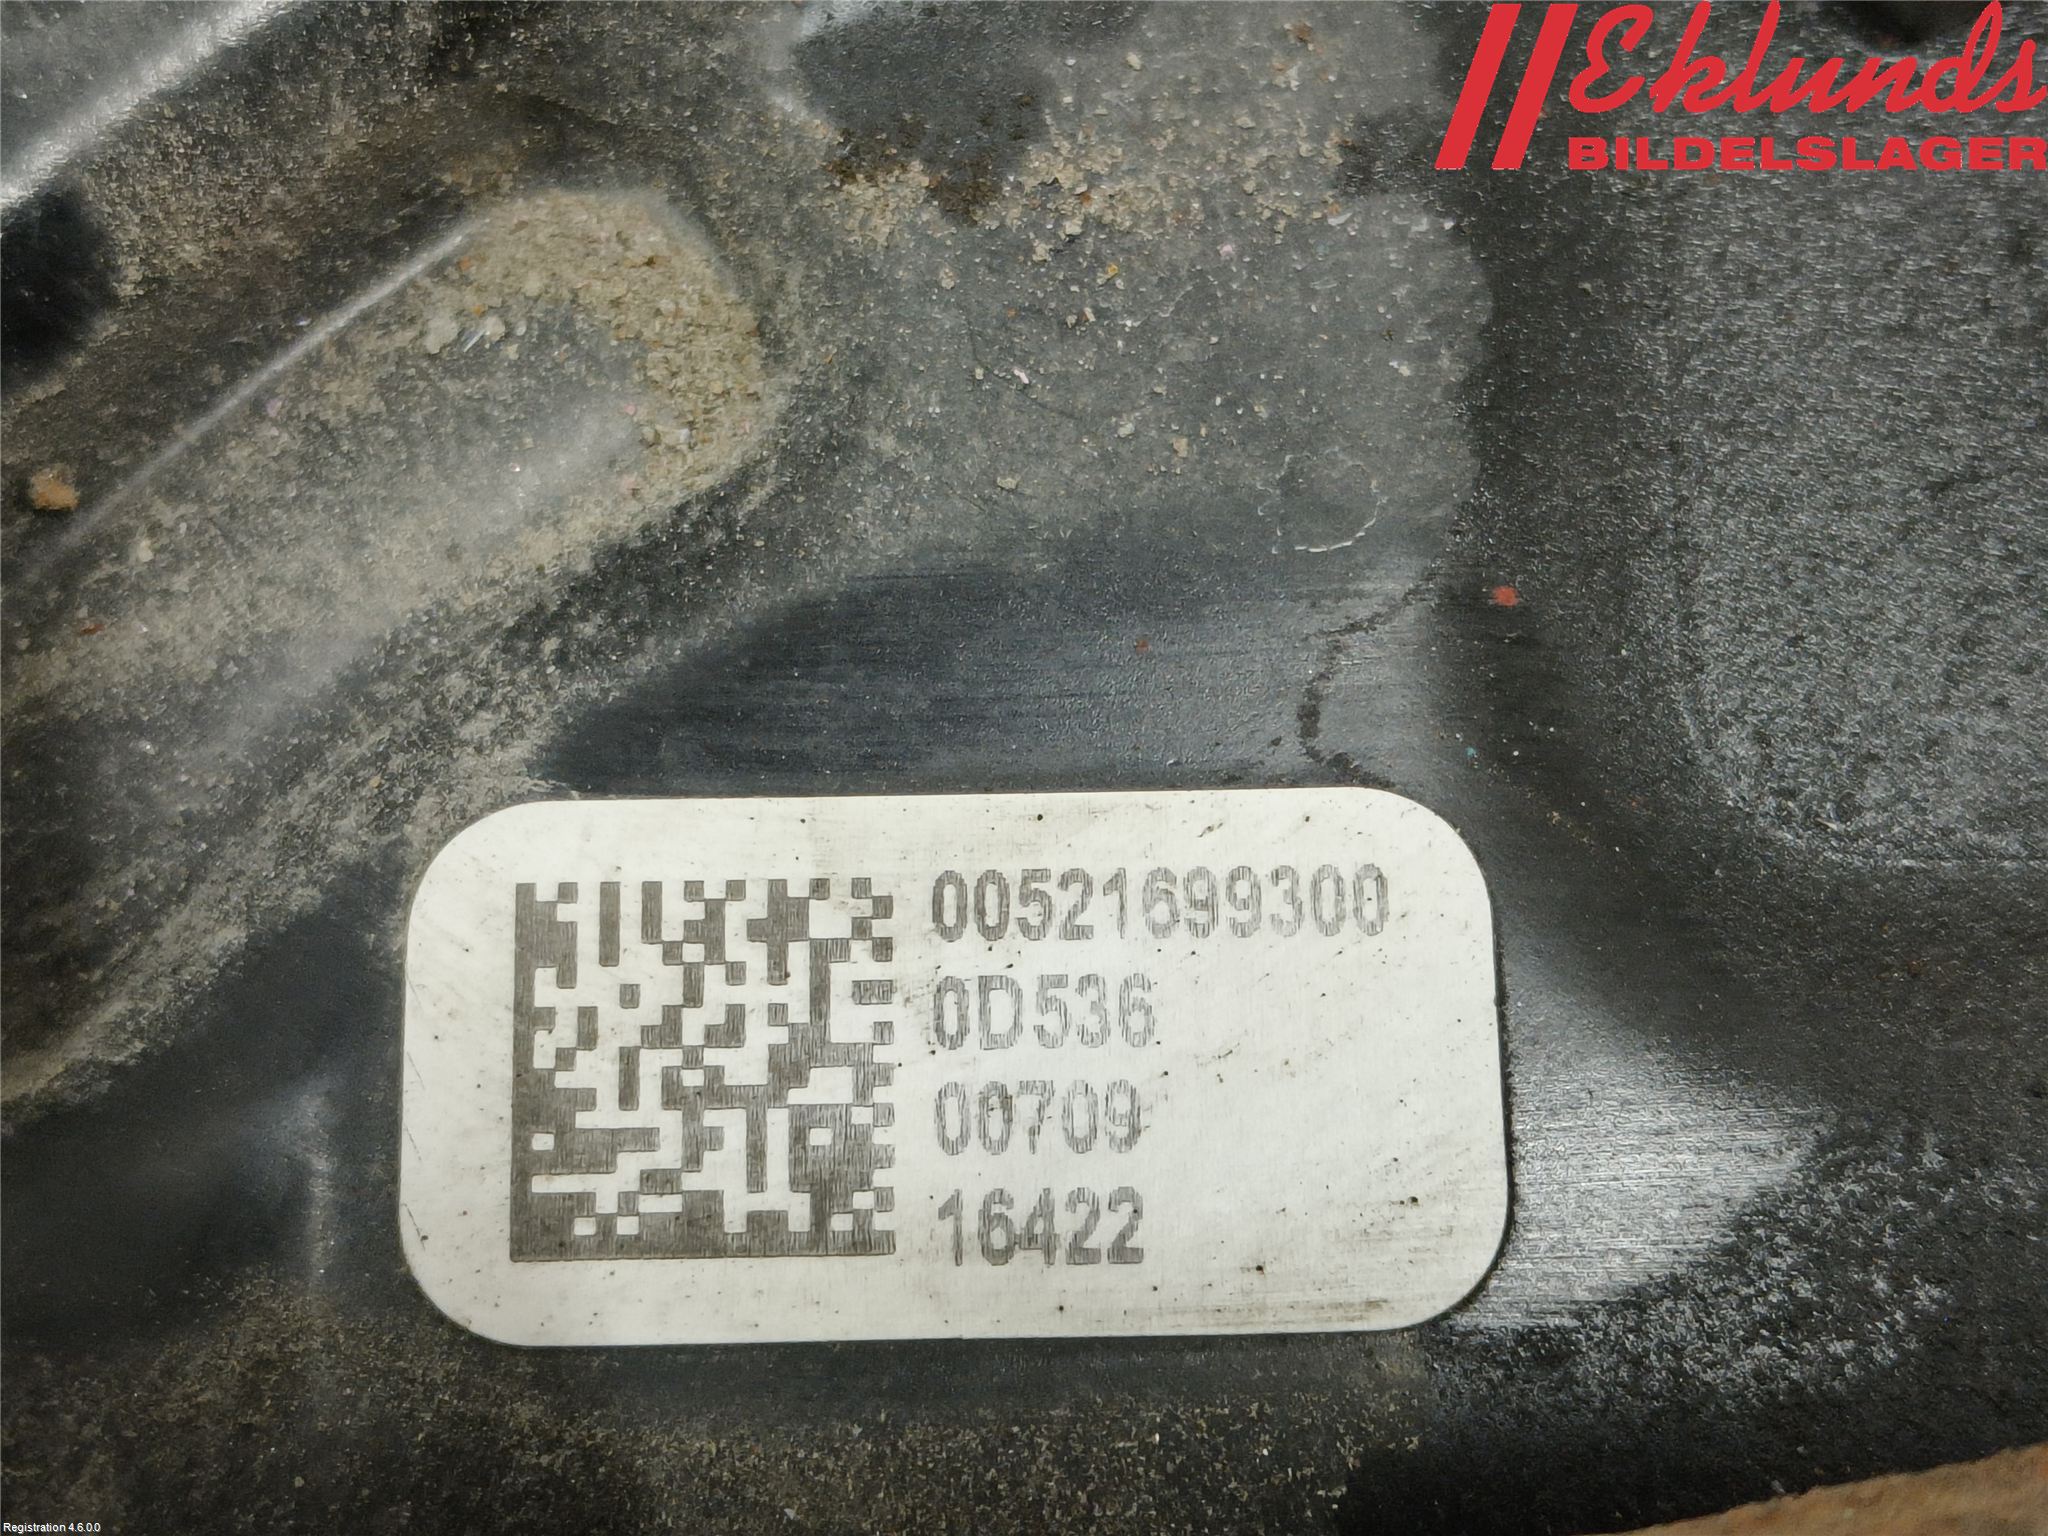 Eklunds
BILDELSLAGER
00521699300
0D536
00709
16422
Registration 4.6.0.0